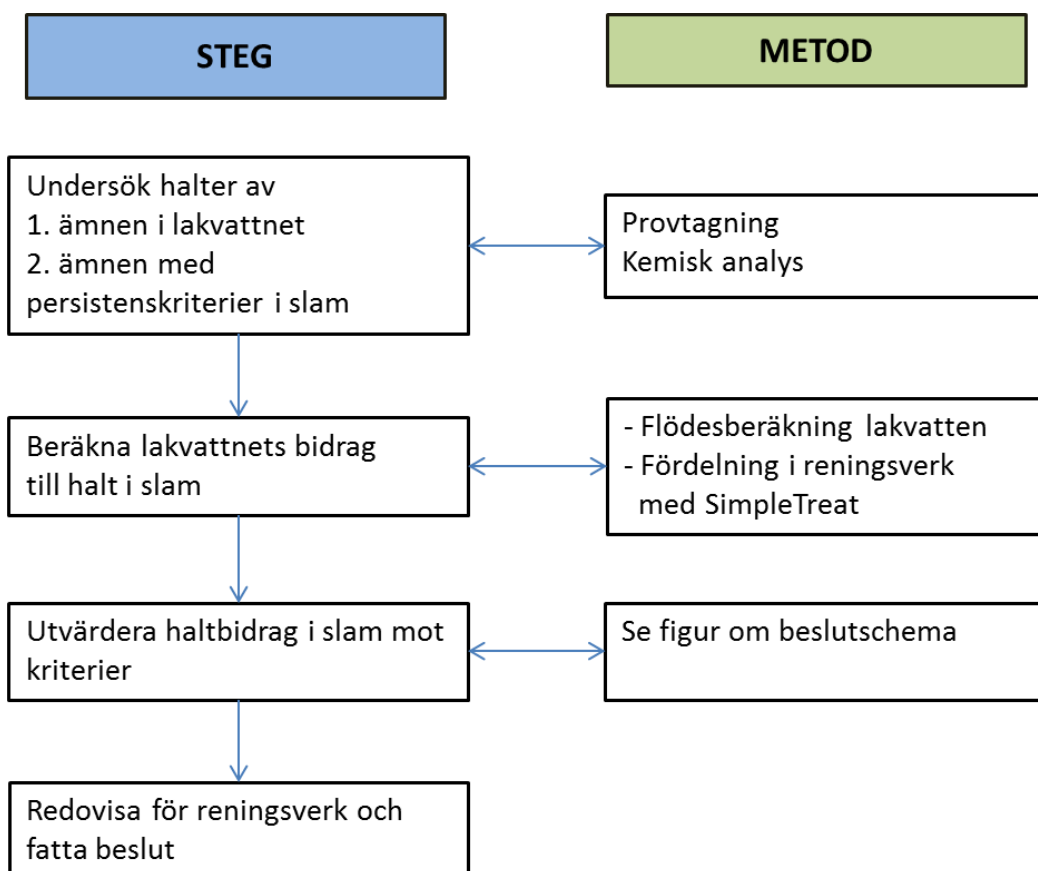 STEG
METOD
Undersök halter av
1. ämnen i lakvattnet
2. ämnen med
persistenskriterier i slam
Provtagning
Kemisk analys
Beräkna lakvattnets bidrag
till halt i slam
- Flödesberäkning lakvatten
- Fördelning i reningsverk
med SimpleTreat
Utvärdera haltbidrag i slam mot
kriterier
Se figur om beslutschema
Redovisa för reningsverk och
fatta beslut